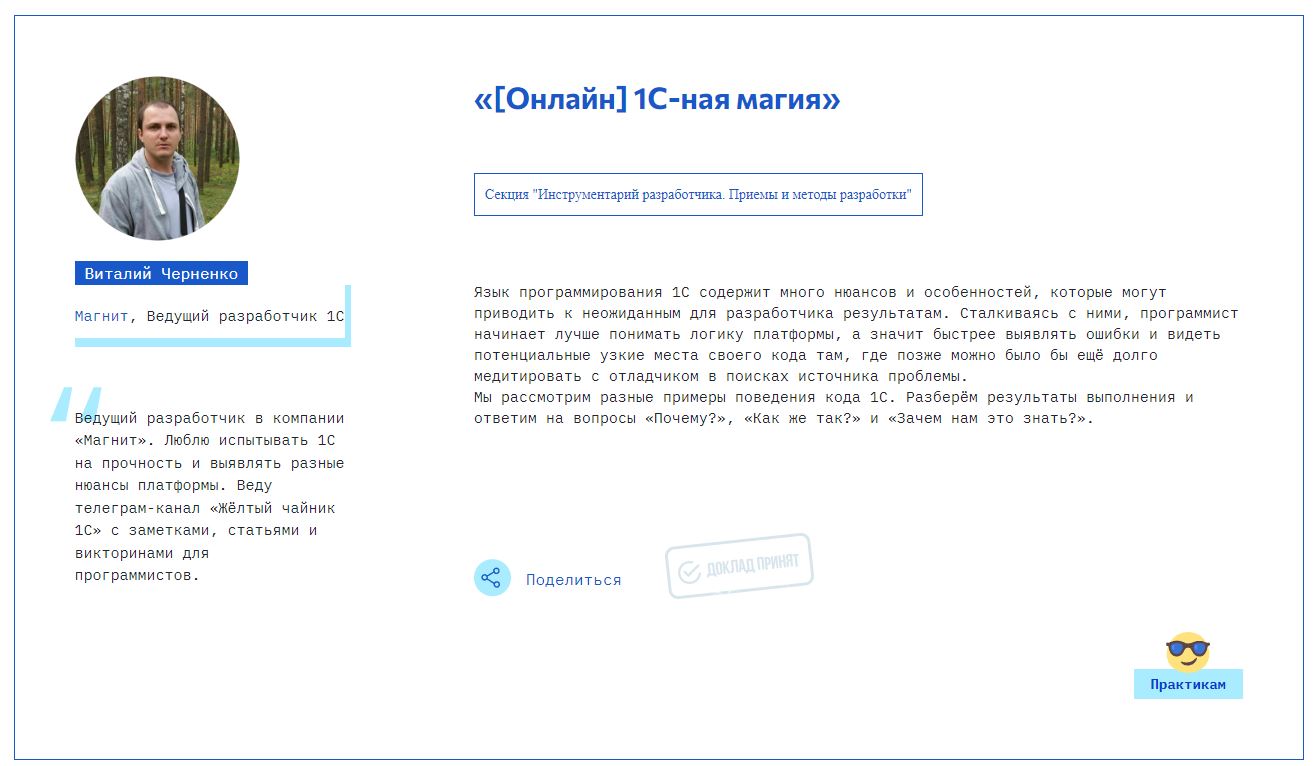 «[Онлайн] 1С-ная магия»
Секция "Инструментарий разработчика. Приемы и методы разработки"
Виталий Черненко
Магнит, Ведущий разработчик 1С
“
Ведущий разработчик в компании
«Магнит». Люблю испытывать 1С
на прочность и выявлять разные
нюансы платформы. Веду
телеграм-канал «Жёлтый чайник
1С» с заметками, статьями и
викторинами для
программистов.
Язык программирования 1С содержит много нюансов и особенностей, которые могут
приводить к неожиданным для разработчика результатам. Сталкиваясь с ними, программист
начинает лучше понимать логику платформы, а значит быстрее выявлять ошибки и видеть
потенциальные узкие места своего кода там, где позже можно было бы ещё долго
медитировать с отладчиком в поисках источника проблемы.
Мы рассмотрим разные примеры поведения кода 1С. Разберём результаты выполнения и
ответим на вопросы «Почему?», «Как же так?» и «Зачем нам это знать?».
Поделиться
ДОКЛАД ПРИНЯТ
Практикам